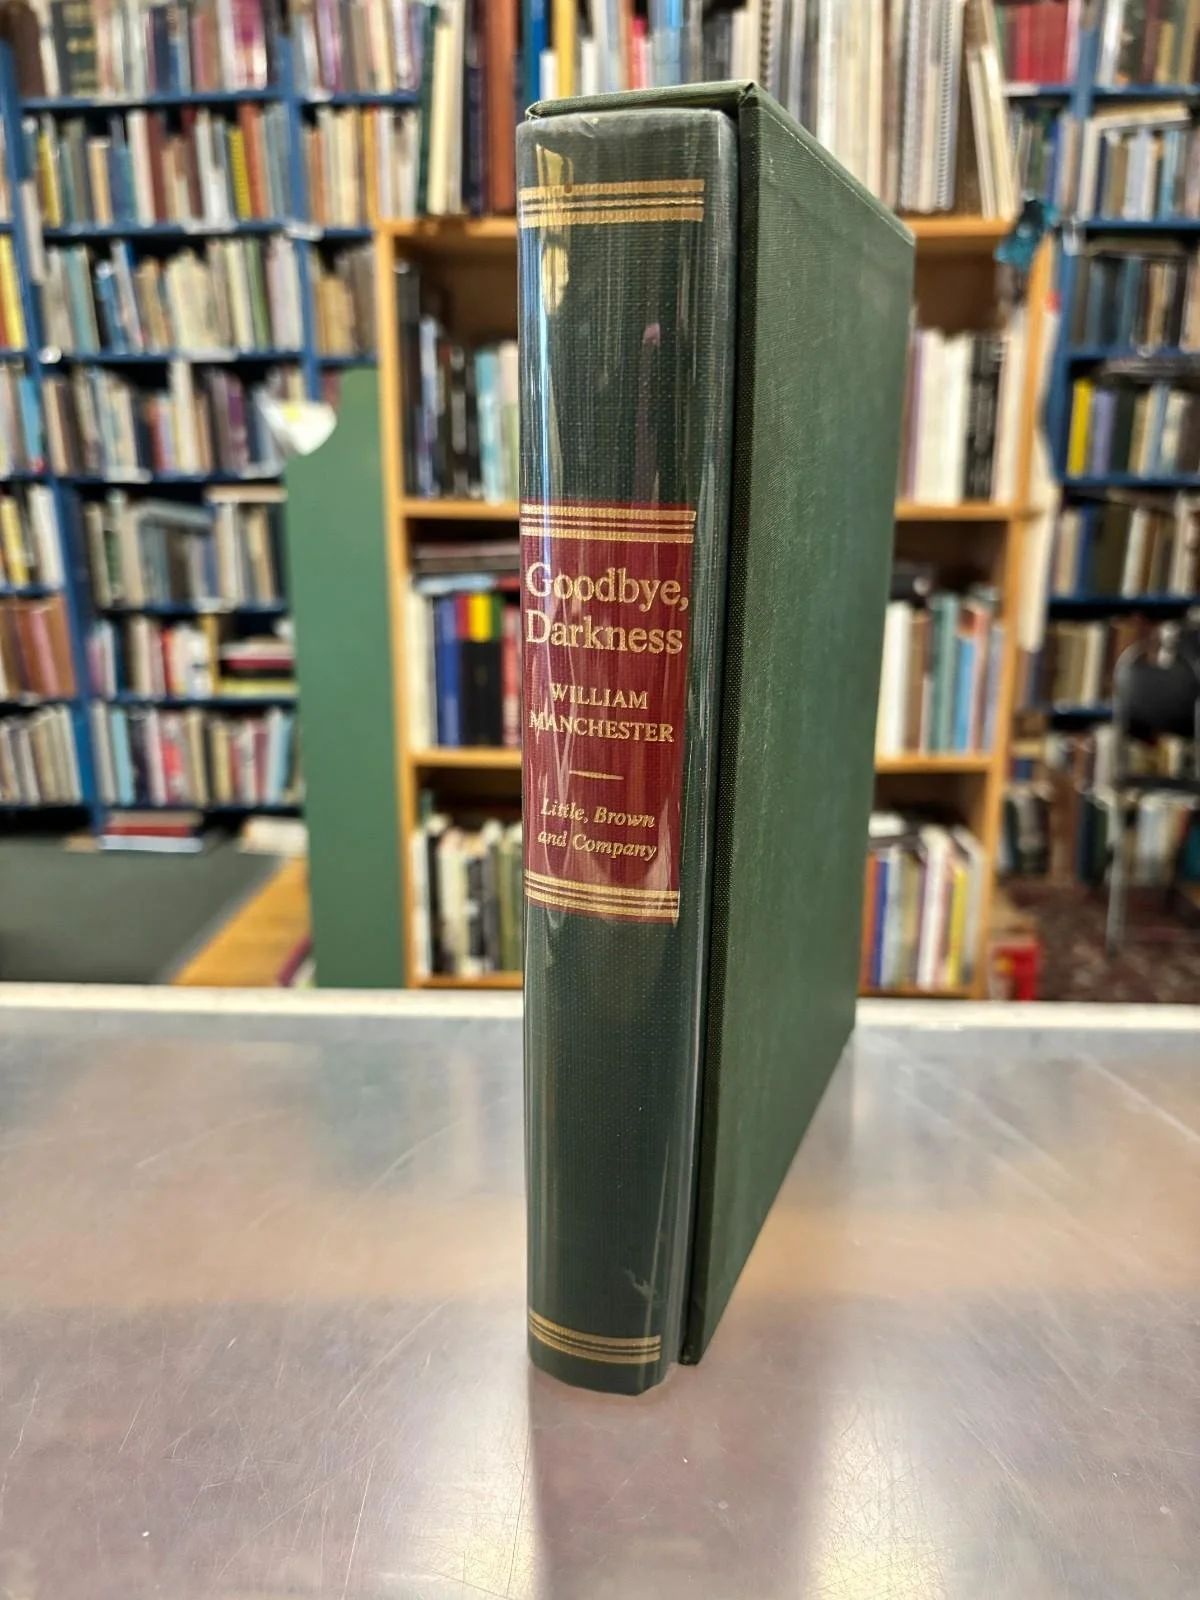 Goodbye,
Darkness
WILLIAM
MANCHESTER
Little, Brown
and Company